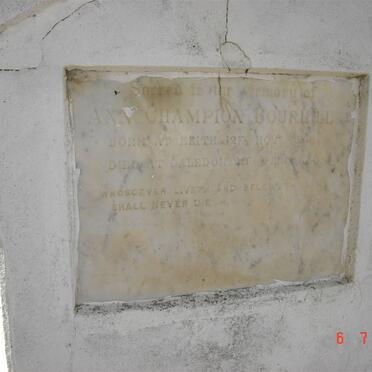 Sacred to the memory of
ANN CHAMPION BOURHILL
BORN AT KEITH
DIED AT CALEDON
WHOSOEVER LIVETH AND
SHALL NEVER DIE
6 7